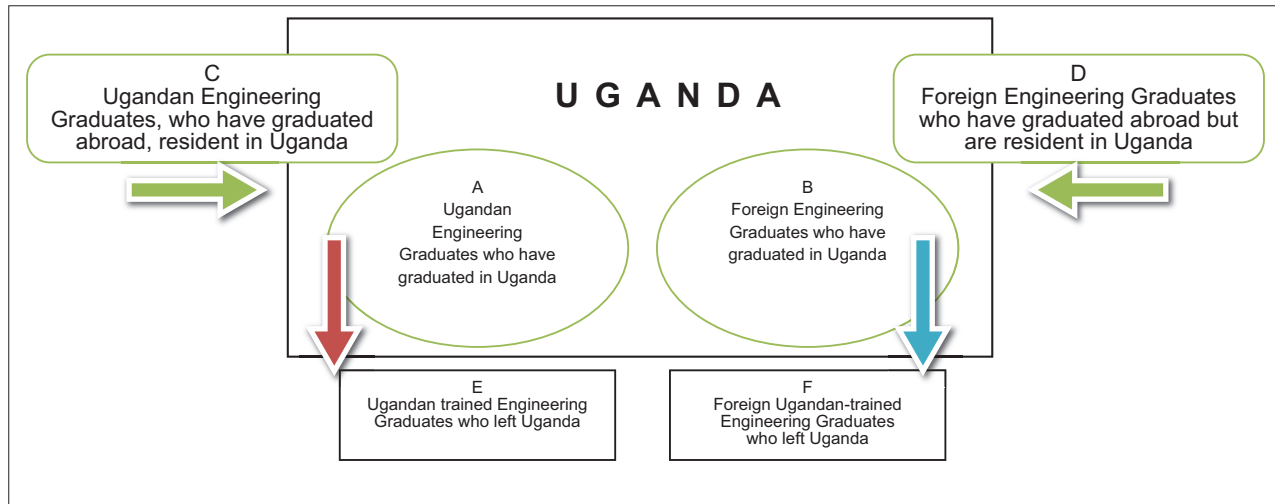 U G A N D A
C
Ugandan Engineering
Graduates, who have graduated
abroad, resident in Uganda
D
Foreign Engineering Graduates
who have graduated abroad but
are resident in Uganda
A
Ugandan
Engineering
Graduates who have
graduated in Uganda
B
Foreign Engineering
Graduates who have
graduated in Uganda
E
Ugandan trained Engineering
Graduates who left Uganda
F
Foreign Ugandan-trained
Engineering Graduates
who left Uganda